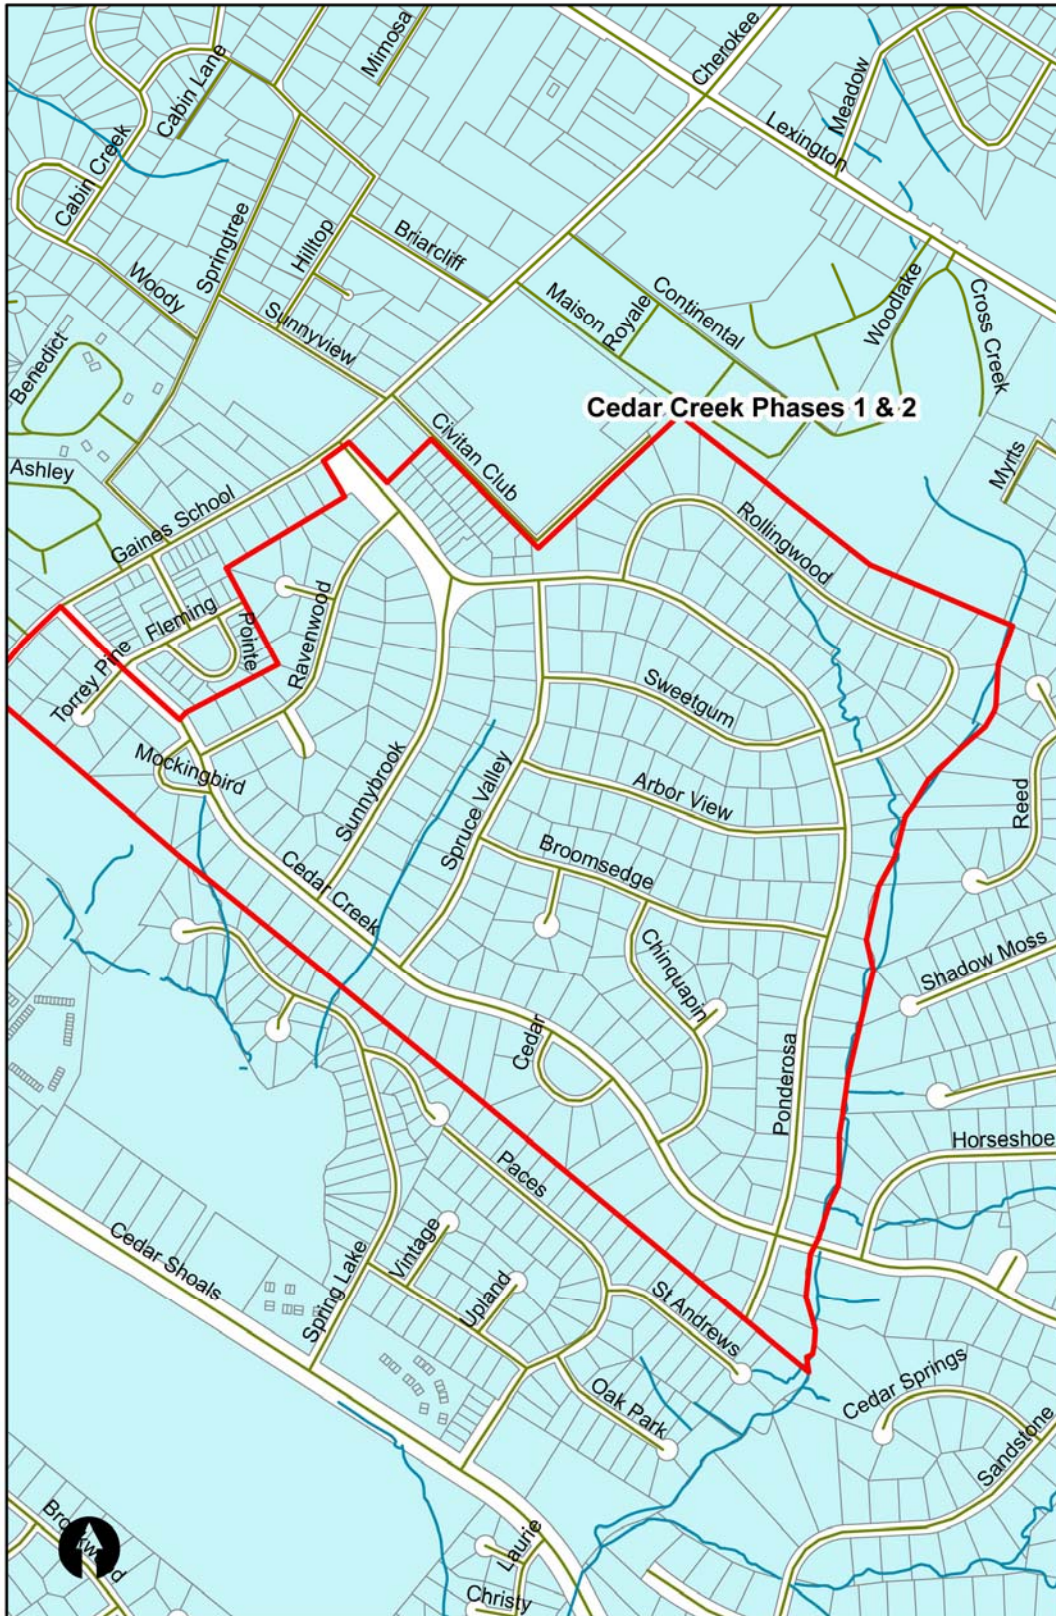 Mimosa
Cherokee
Cabin Lane
Meadow
Lexington
Cabin Creek
Springtree
Hilltop
Briarcliff
Woody
Sunnyview
Maison
Royale
Continental
Woodlake
Cross Creek
Benedict
Cedar Creek Phases 1 & 2
Civitan Club
Ashley
Myrts
Gaines School
Rollingwood
Fleming
Pointe
Ravenwood
Torrey Pine
Sweetgum
Mockingbird
Sunnybrook
Spruce Valley
Arbor View
Reed
Broomsedge
Cedar Creek
Chinquapin
Shadow Moss
Cedar
Ponderosa
Horseshoe
Paces
Cedar Shoals
Spring Lake
Vintage
Upland
St Andrews
Oak Park
Cedar Springs
Sandstone
Laurie
Christy